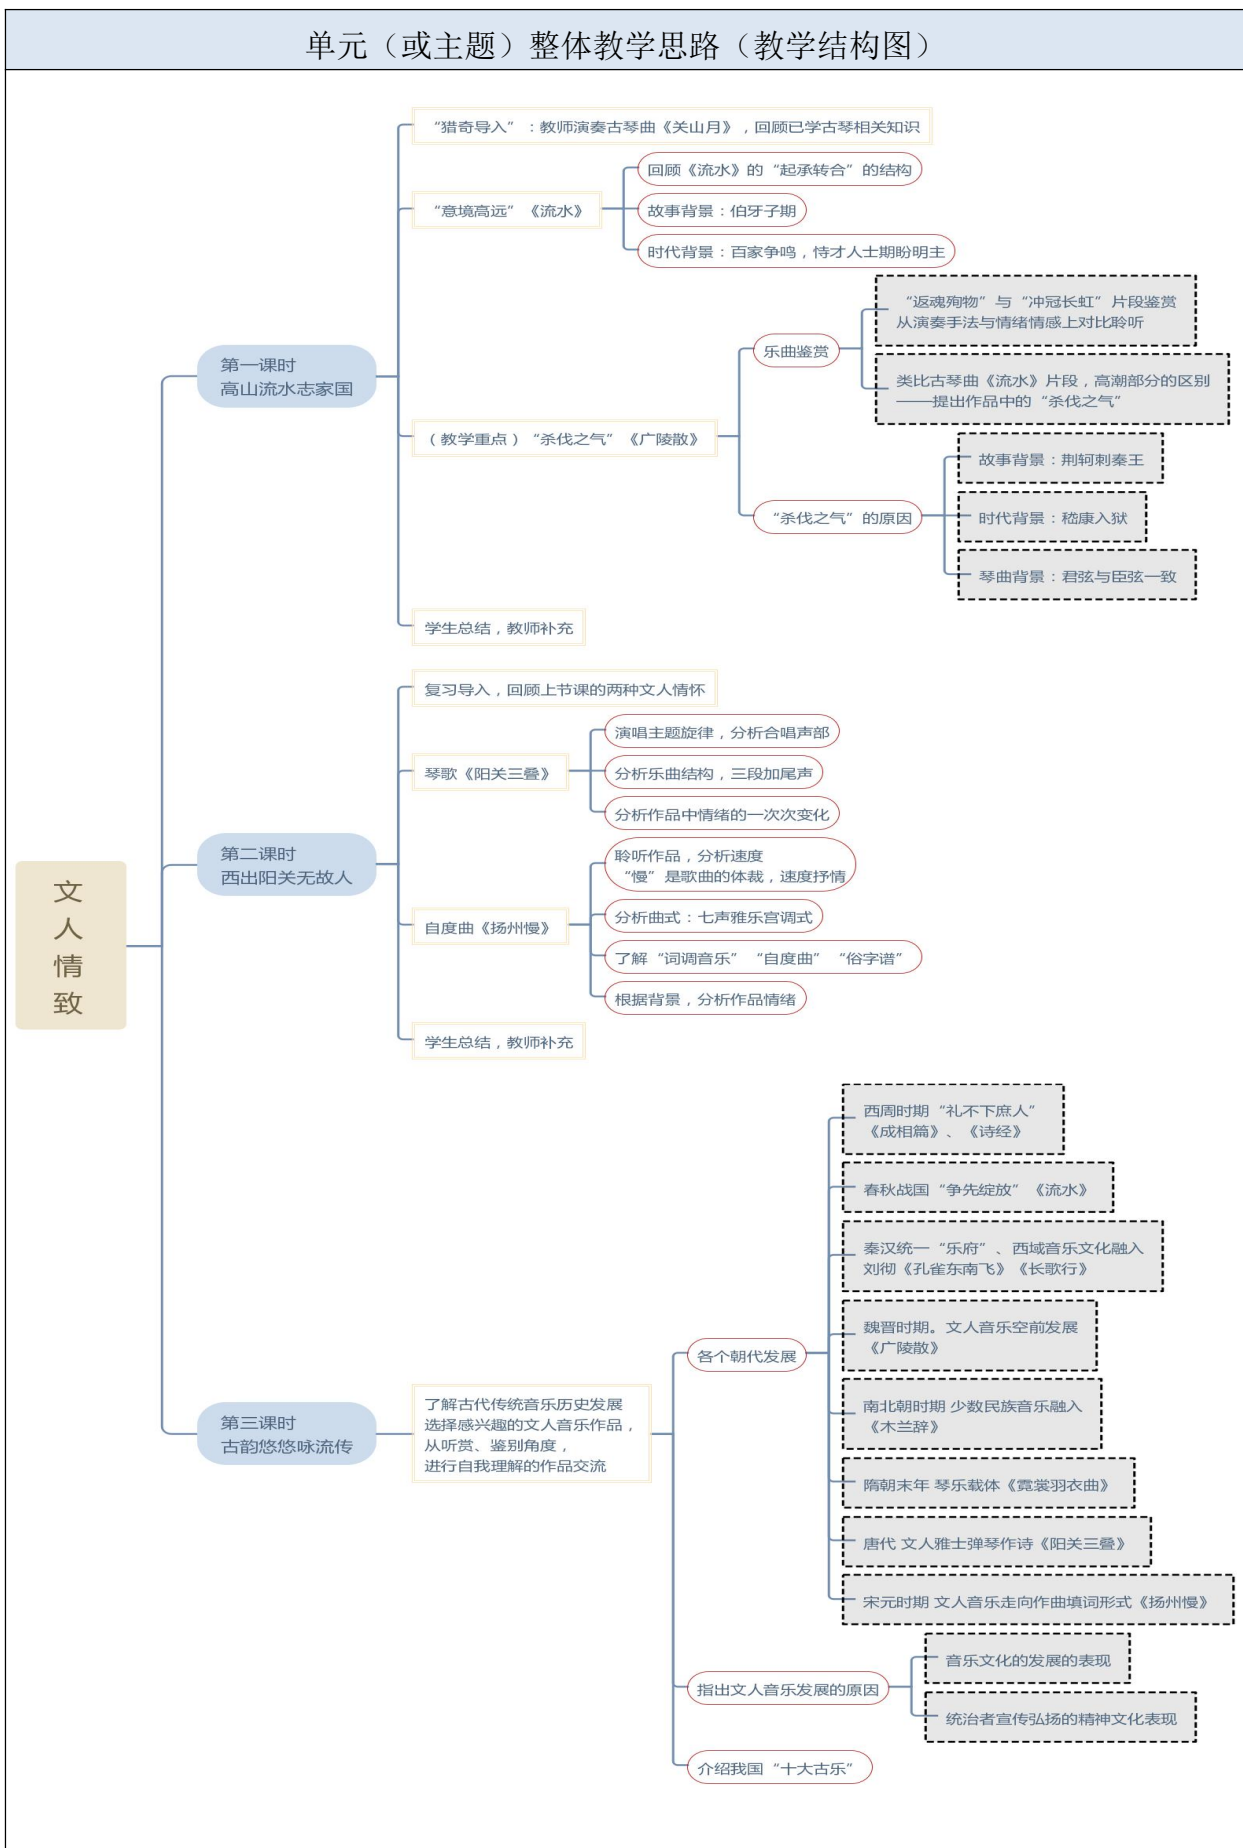 单元（或主题）整体教学思路（教学结构图）
文
人
情
致
第一课时
高山流水志家国
“猎奇导入”：教师演奏古琴曲《关山月》，回顾已学古琴相关知识
“意境高远”《流水》
回顾《流水》的“起承转合”的结构
故事背景：伯牙子期
时代背景：百家争鸣，恃才人士期盼明主
（教学重点）“杀伐之气”《广陵散》
乐曲鉴赏
“返魂殉物”与“冲冠长虹”片段鉴赏
从演奏手法与情绪情感上对比聆听
类比古琴曲《流水》片段，高潮部分的区别
——提出作品中的“杀伐之气”
“杀伐之气”的原因
故事背景：荆轲刺秦王
时代背景：嵇康入狱
琴曲背景：君弦与臣弦一致
学生总结，教师补充
第二课时
西出阳关无故人
复习导入，回顾上节课的两种文人情怀
琴歌《阳关三叠》
演唱主题旋律，分析合唱声部
分析乐曲结构，三段加尾声
分析作品中情绪的一次次变化
自度曲《扬州慢》
聆听作品，分析速度
“慢”是歌曲的体裁，速度抒情
分析曲式：七声雅乐宫调式
了解“词调音乐”“自度曲”“俗字谱”
根据背景，分析作品情绪
学生总结，教师补充
第三课时
古韵悠悠咏流传
了解古代传统音乐历史发展
选择感兴趣的文人音乐作品，
从听赏、鉴别角度，
进行自我理解的作品交流
各个朝代发展
西周时期“礼不下庶人”
《成相篇》、《诗经》
春秋战国“争先绽放”《流水》
秦汉统一“乐府”、西域音乐文化融入
刘彻《孔雀东南飞》《长歌行》
魏晋时期。文人音乐空前发展
《广陵散》
南北朝时期 少数民族音乐融入
《木兰辞》
隋朝末年 琴乐载体《霓裳羽衣曲》
唐代 文人雅士弹琴作诗《阳关三叠》
宋元时期 文人音乐走向作曲填词形式《扬州慢》
指出文人音乐发展的原因
音乐文化的发展的表现
统治者宣传弘扬的精神文化表现
介绍我国“十大古乐”